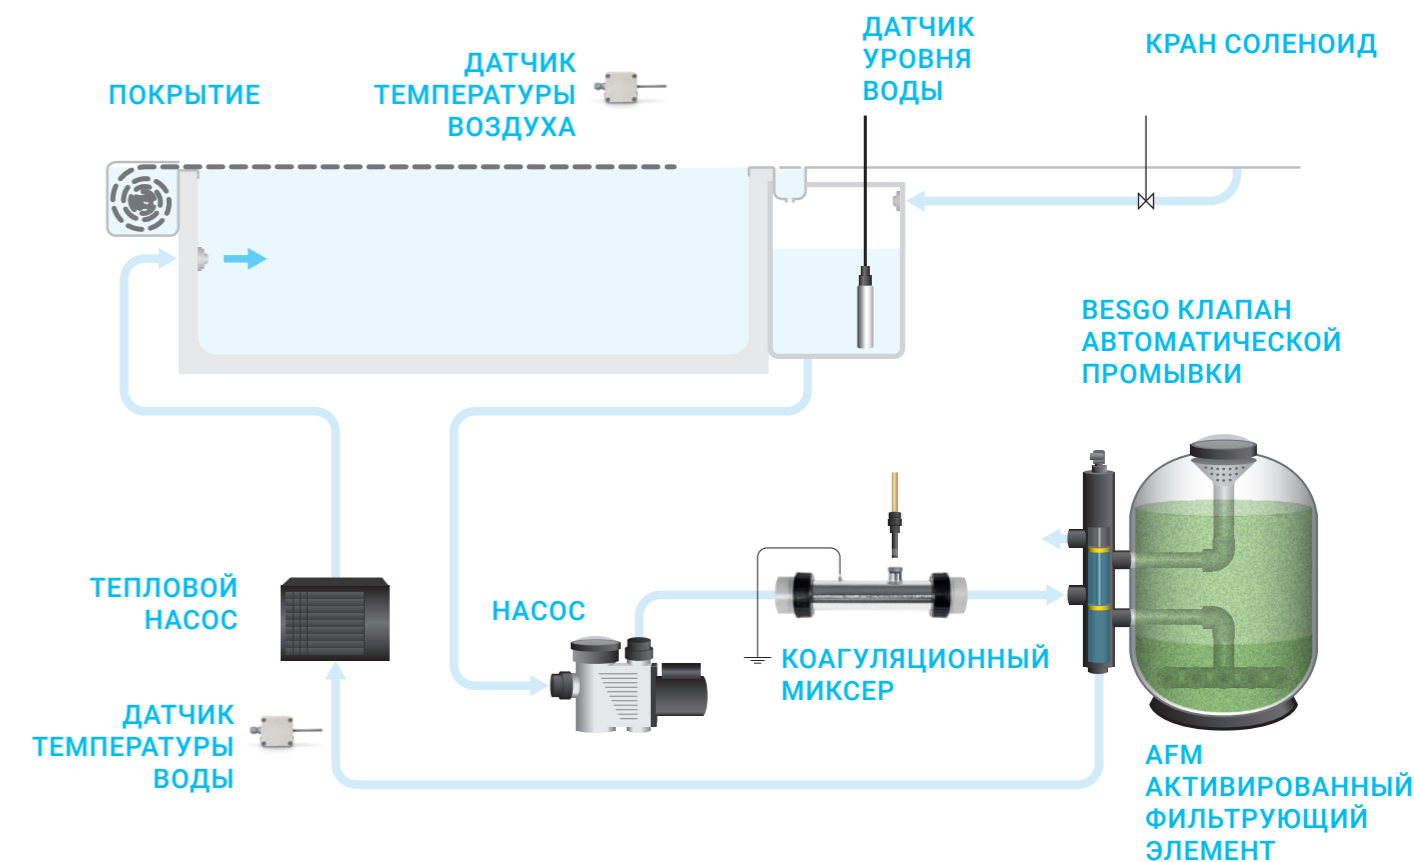 ПОКРЫТИЕ
ДАТЧИК
ТЕМПЕРАТУРЫ
ВОЗДУХА
ДАТЧИК
УРОВНЯ
ВОДЫ
КРАН СОЛЕНОИД
BESGO КЛАПАН
АВТОМАТИЧЕСКОЙ
ПРОМЫВКИ
ТЕПЛОВОЙ
НАСОС
НАСОС
КОАГУЛЯЦИОННЫЙ
МИКСЕР
ДАТЧИК
ТЕМПЕРАТУРЫ
ВОДЫ
AFM
АКТИВИРОВАННЫЙ
ФИЛЬТРУЮЩИЙ
ЭЛЕМЕНТ